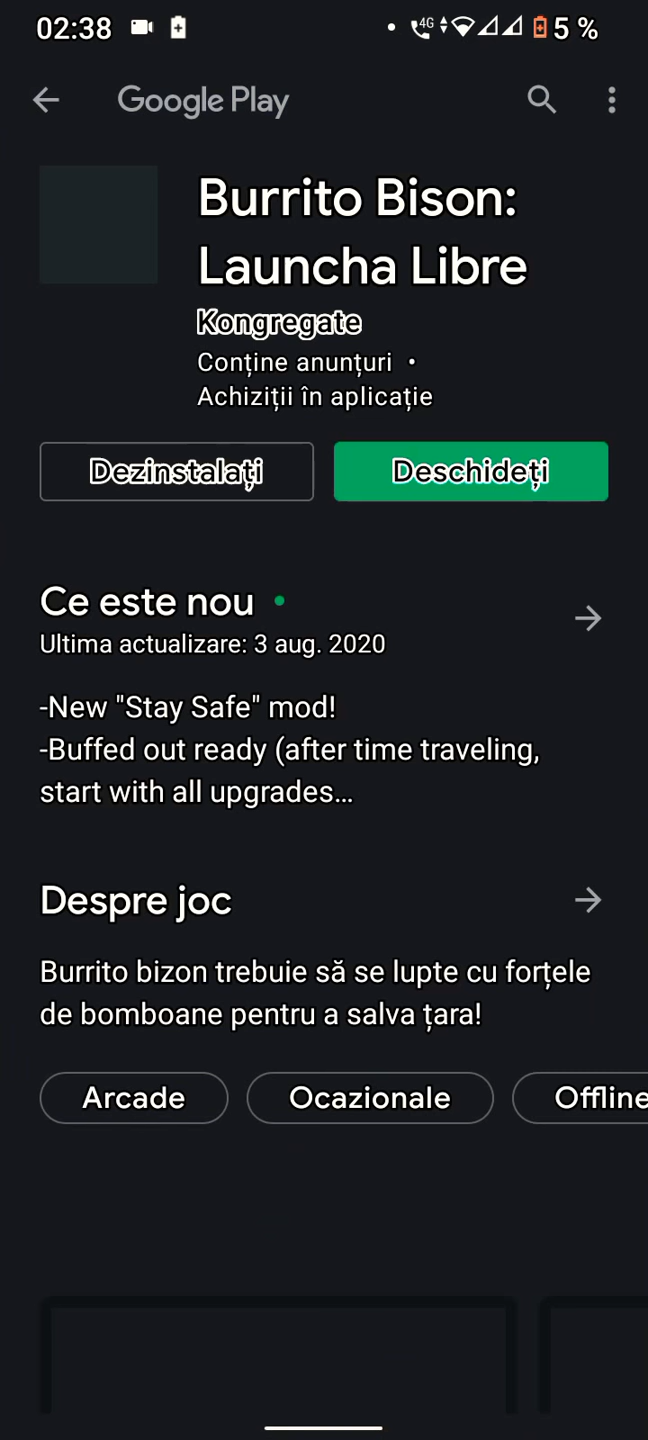 02:38
4G
5 %
Google Play
Burrito Bison:
Launcha Libre
Kongregate
Conține anunțuri •
Achiziții în aplicație
Dezinstalați
Deschideți
Ce este nou •
Ultima actualizare: 3 aug. 2020
-New "Stay Safe" mod!
-Buffed out ready (after time traveling,
start with all upgrades…
Despre joc
Burrito bizon trebuie să se lupte cu forțele
de bomboane pentru a salva țara!
Arcade
Ocazionale
Offline